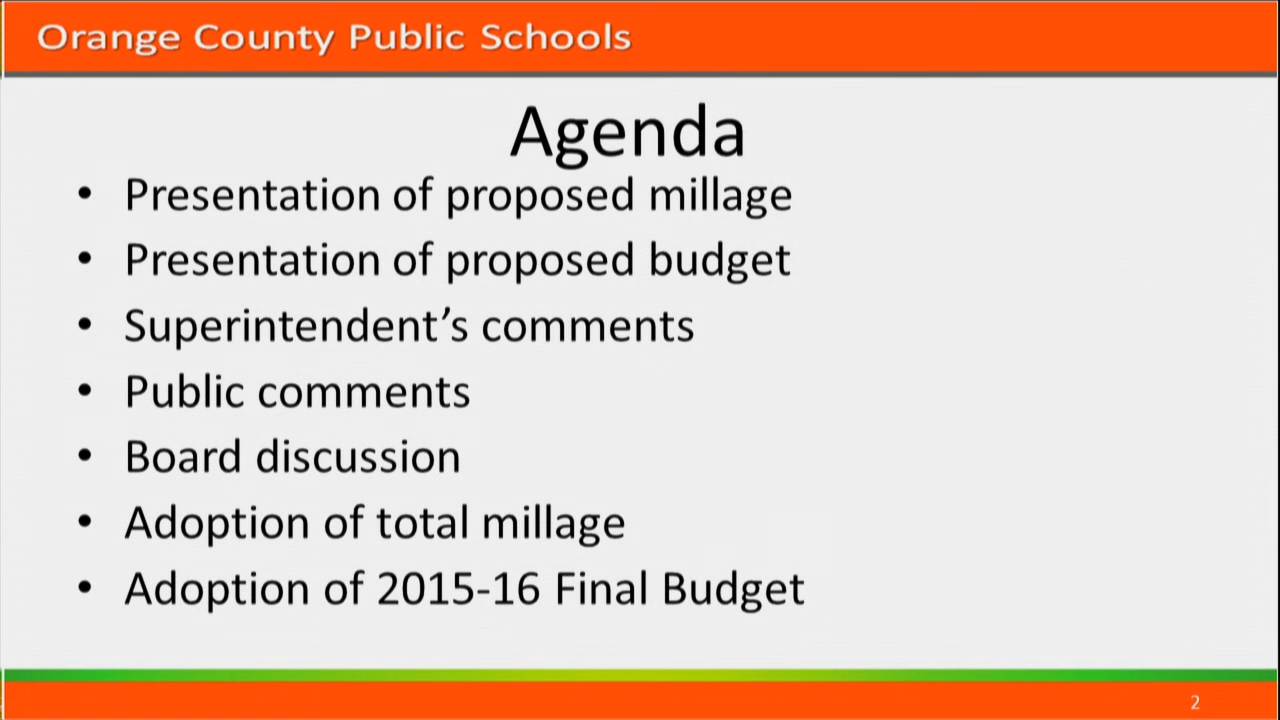 Orange County Public Schools
Agenda
• Presentation of proposed millage
• Presentation of proposed budget
• Superintendent’s comments
• Public comments
• Board discussion
• Adoption of total millage
• Adoption of 2015-16 Final Budget
2